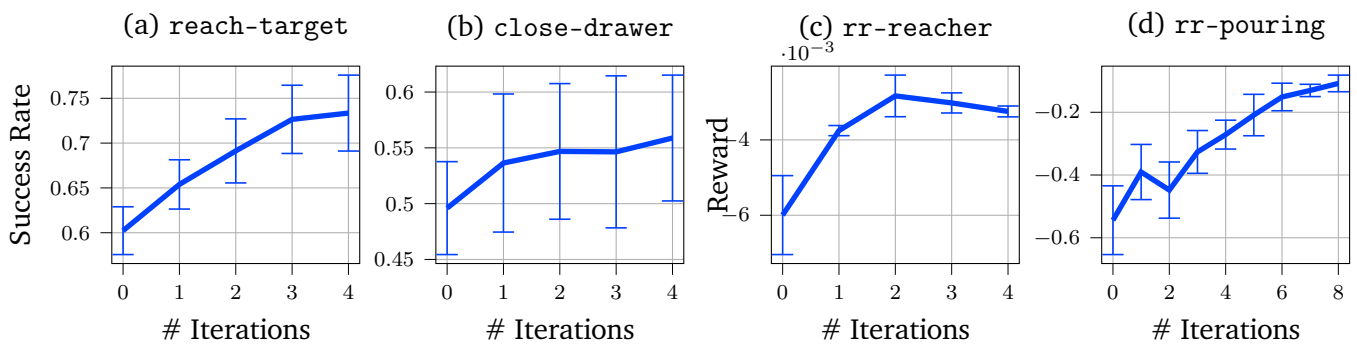 (a) reach-target
Success Rate
0.75
0.7
0.65
0.6
0 1 2 3 4
# Iterations
(b) close-drawer
0.6
0.55
0.5
0.45
0 1 2 3 4
# Iterations
(c) rr-reacher
·10−3
Reward
−4
−6
0 1 2 3 4
# Iterations
(d) rr-pouring
−0.2
−0.4
−0.6
0 2 4 6 8
# Iterations